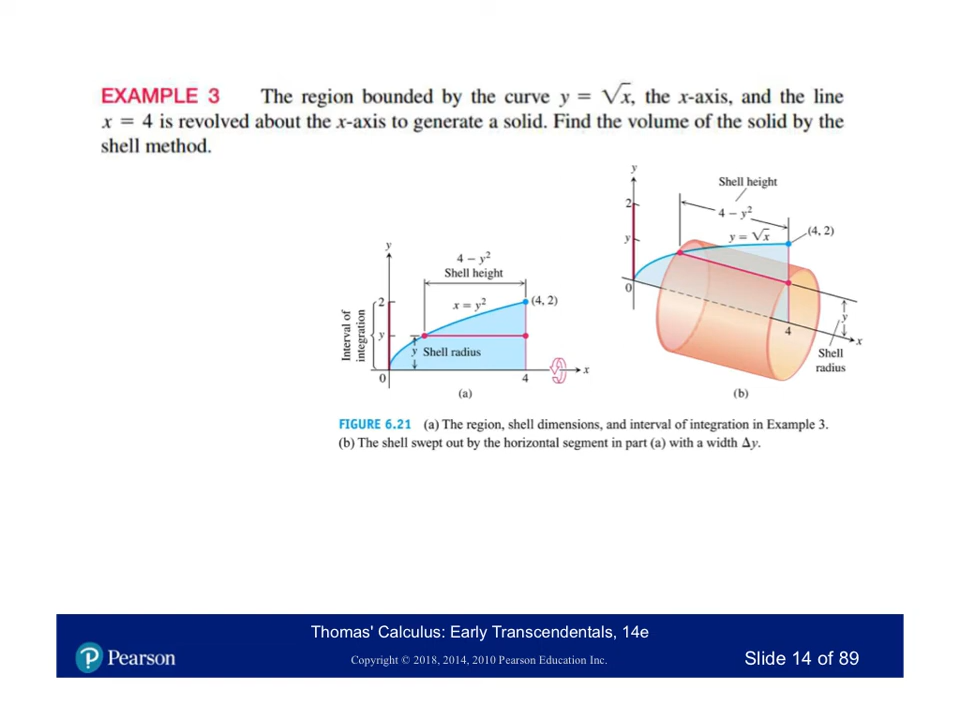 EXAMPLE 3 The region bounded by the curve y = √x, the x-axis, and the line
x = 4 is revolved about the x-axis to generate a solid. Find the volume of the solid by the
shell method.
y
4 − y²
Shell height
x = y²
(4, 2)
2
y
Interval of
integration
y Shell radius
0
4
x
(a)
y
Shell height
2
4 − y²
y = √x
(4, 2)
y
0
4
y
x
Shell
radius
(b)
FIGURE 6.21 (a) The region, shell dimensions, and interval of integration in Example 3.
(b) The shell swept out by the horizontal segment in part (a) with a width Δy.
Thomas' Calculus: Early Transcendentals, 14e
P Pearson
Copyright © 2018, 2014, 2010 Pearson Education Inc.
Slide 14 of 89